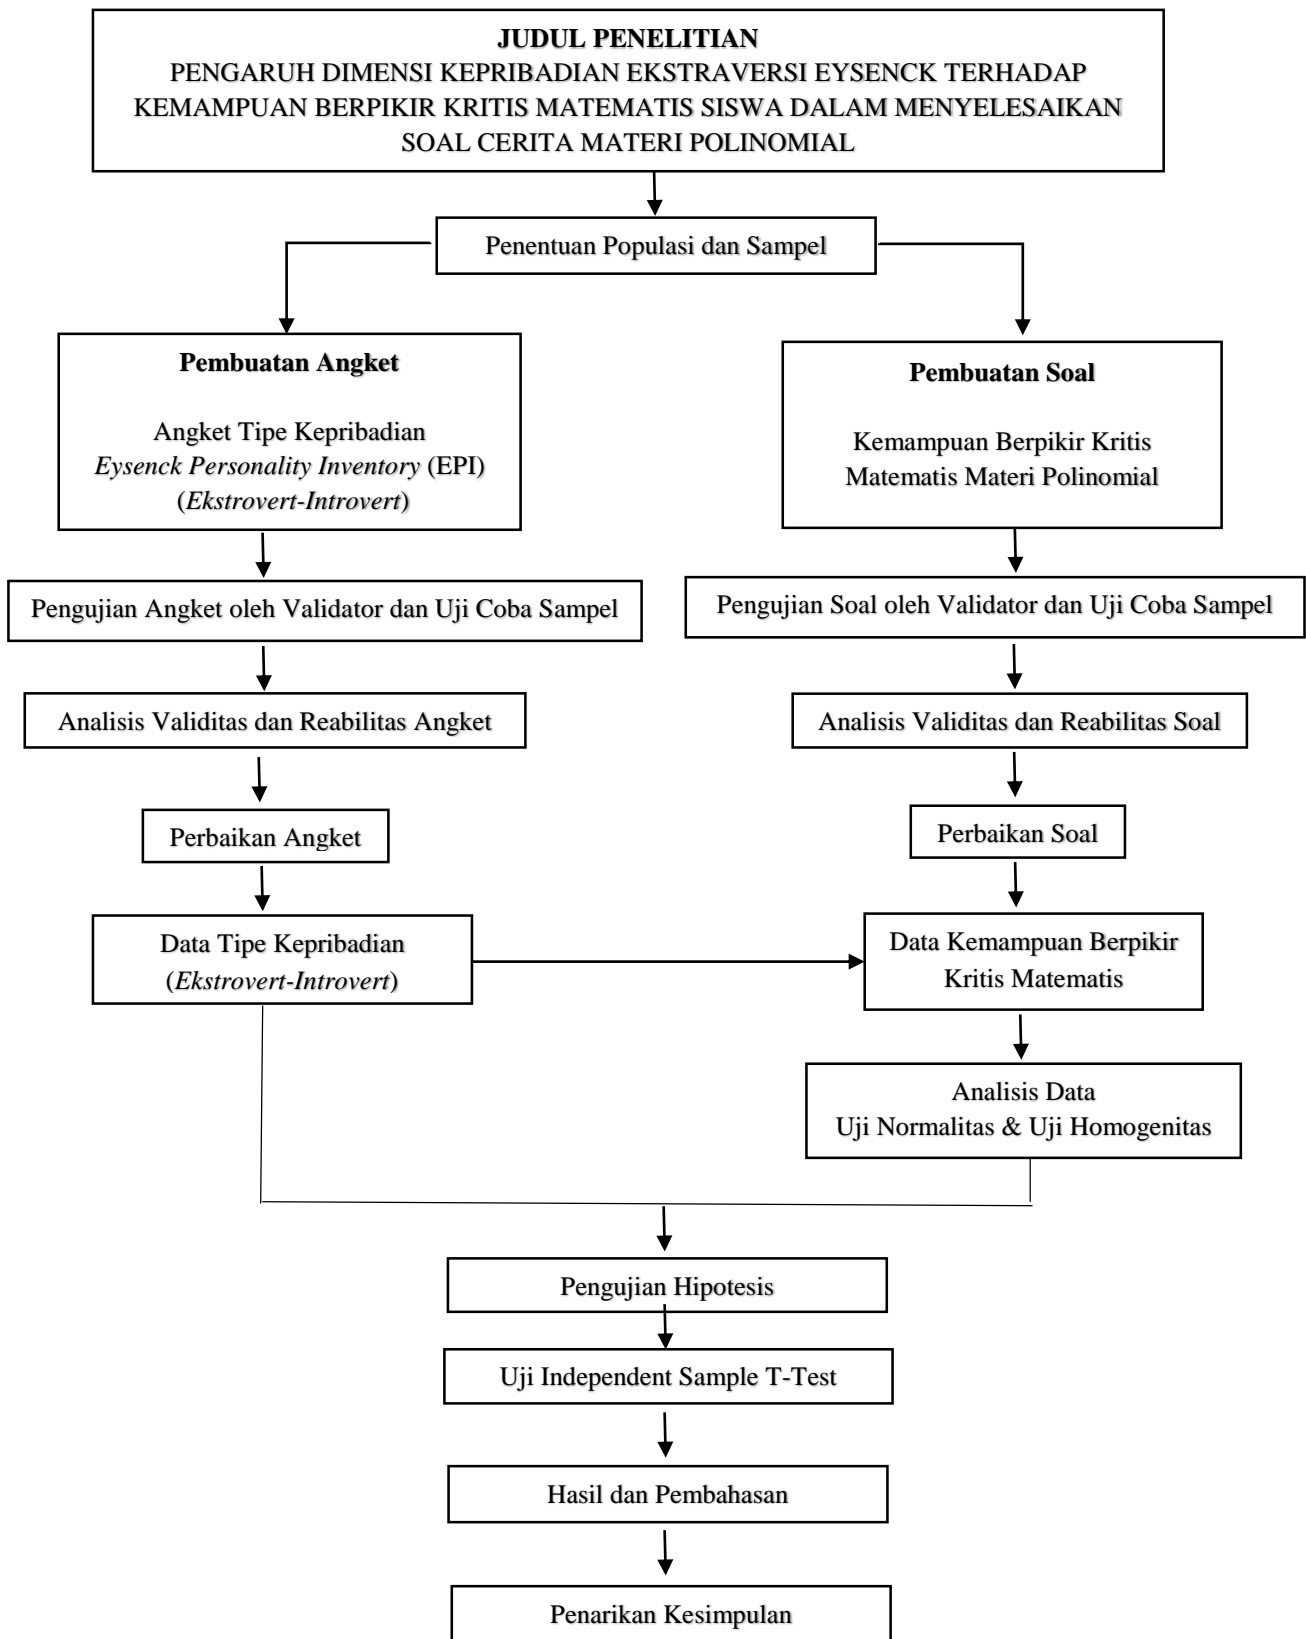 JUDUL PENELITIAN
PENGARUH DIMENSI KEPRIBADIAN EKSTRAVERSI EYSENCK TERHADAP
KEMAMPUAN BERPIKIR KRITIS MATEMATIS SISWA DALAM MENYELESAIKAN
SOAL CERITA MATERI POLINOMIAL
Penentuan Populasi dan Sampel
Pembuatan Angket
Angket Tipe Kepribadian
Eysenck Personality Inventory (EPI)
(Ekstrovert-Introvert)
Pembuatan Soal
Kemampuan Berpikir Kritis
Matematis Materi Polinomial
Pengujian Angket oleh Validator dan Uji Coba Sampel
Pengujian Soal oleh Validator dan Uji Coba Sampel
Analisis Validitas dan Reabilitas Angket
Analisis Validitas dan Reabilitas Soal
Perbaikan Angket
Perbaikan Soal
Data Tipe Kepribadian
(Ekstrovert-Introvert)
Data Kemampuan Berpikir
Kritis Matematis
Analisis Data
Uji Normalitas & Uji Homogenitas
Pengujian Hipotesis
Uji Independent Sample T-Test
Hasil dan Pembahasan
Penarikan Kesimpulan